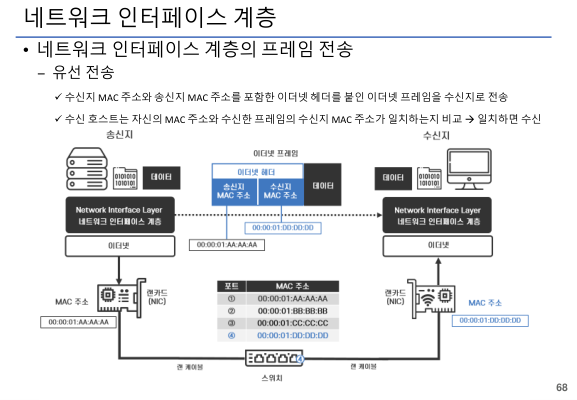 네트워크 인터페이스 계층
• 네트워크 인터페이스 계층의 프레임 전송
– 유선 전송
✓ 수신지 MAC 주소와 송신지 MAC 주소를 포함한 이더넷 헤더를 붙인 이더넷 프레임을 수신지로 전송
✓ 수신 호스트는 자신의 MAC 주소와 수신한 프레임의 수신지 MAC 주소가 일치하는지 비교 → 일치하면 수신
송신지
수신지
이더넷 프레임
이더넷 헤더
송신지
MAC 주소
수신지
MAC 주소
데이터
0101010
101010
데이터
데이터
0101010
101010
Network Interface Layer
네트워크 인터페이스 계층
Network Interface Layer
네트워크 인터페이스 계층
00:00:01:DD:DD:DD
00:00:01:AA:AA:AA
이더넷
이더넷
MAC 주소
00:00:01:AA:AA:AA
랜카드
(NIC)
포트 MAC 주소
① 00:00:01:AA:AA:AA
② 00:00:01:BB:BB:BB
③ 00:00:01:CC:CC:CC
④ 00:00:01:DD:DD:DD
랜카드
(NIC)
MAC 주소
00:00:01:DD:DD:DD
랜 케이블
④
랜 케이블
스위치
68